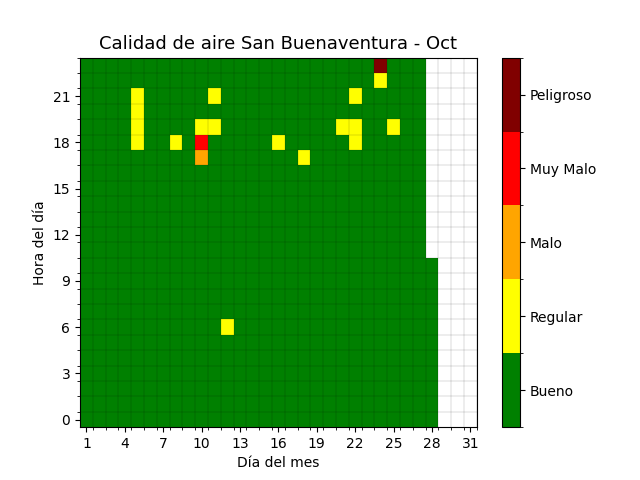 Calidad de aire San Buenaventura - Oct
Hora del día
21
18
15
12
9
6
3
0
1 4 7 10 13 16 19 22 25 28 31
Día del mes
Peligroso
Muy Malo
Malo
Regular
Bueno